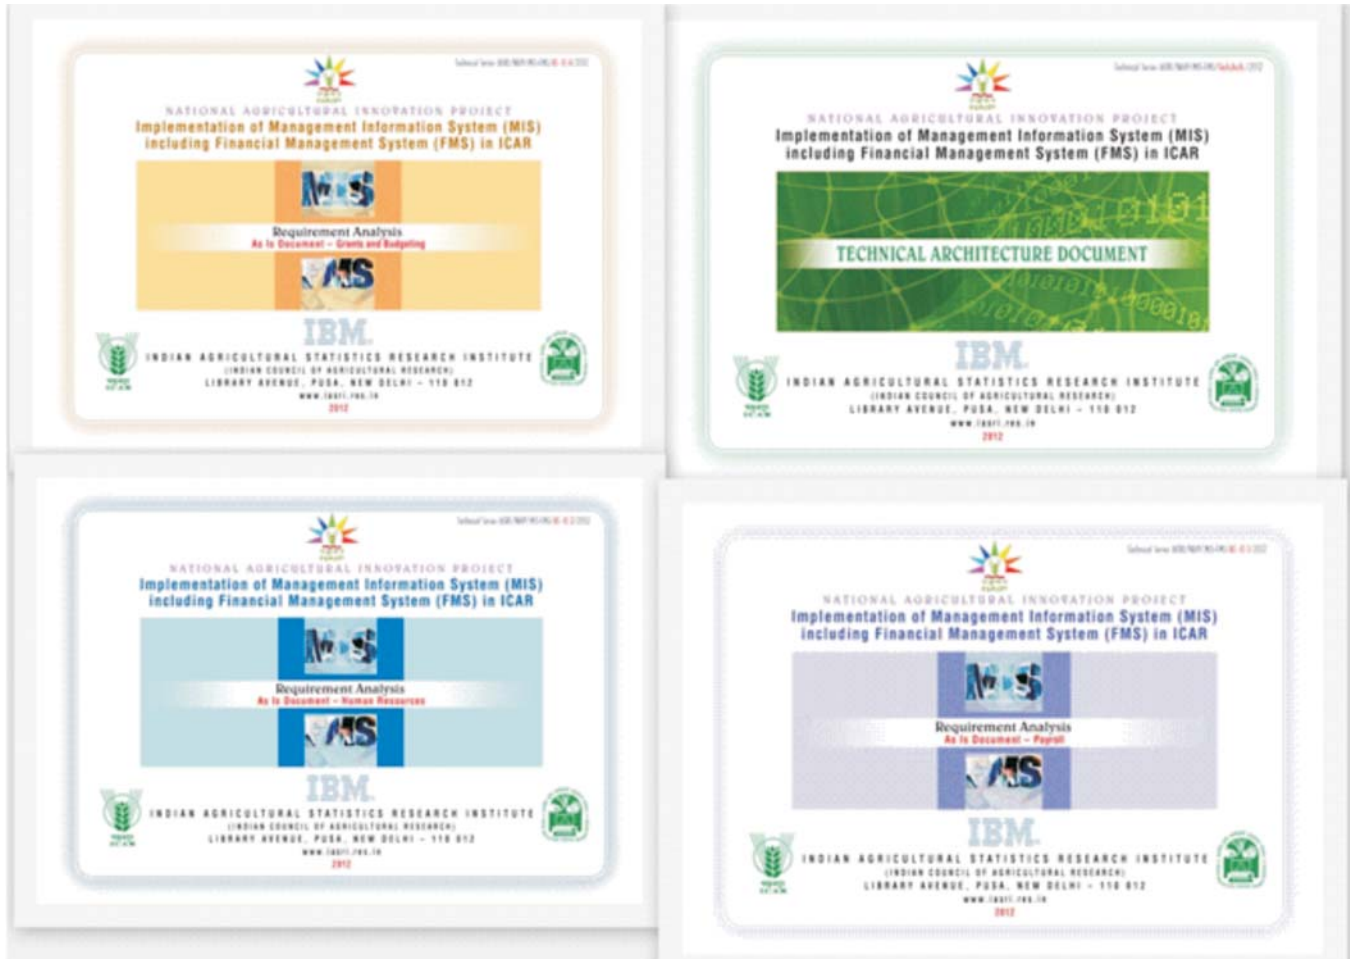 NATIONAL AGRICULTURAL INNOVATION PROJECT
Implementation of Management Information System (MIS)
including Financial Management System (FMS) in ICAR
MIS
Requirement Analysis
As Is Document – Grants and Budgeting
IBM
INDIAN AGRICULTURAL STATISTICS RESEARCH INSTITUTE
(INDIAN COUNCIL OF AGRICULTURAL RESEARCH)
LIBRARY AVENUE, PUSA, NEW DELHI – 110 012
www.iasri.res.in
2012
NATIONAL AGRICULTURAL INNOVATION PROJECT
Implementation of Management Information System (MIS)
including Financial Management System (FMS) in ICAR
TECHNICAL ARCHITECTURE DOCUMENT
IBM
INDIAN AGRICULTURAL STATISTICS RESEARCH INSTITUTE
(INDIAN COUNCIL OF AGRICULTURAL RESEARCH)
LIBRARY AVENUE, PUSA, NEW DELHI – 110 012
www.iasri.res.in
2012
NATIONAL AGRICULTURAL INNOVATION PROJECT
Implementation of Management Information System (MIS)
including Financial Management System (FMS) in ICAR
MIS
Requirement Analysis
As Is Document – Human Resources
IBM
INDIAN AGRICULTURAL STATISTICS RESEARCH INSTITUTE
(INDIAN COUNCIL OF AGRICULTURAL RESEARCH)
LIBRARY AVENUE, PUSA, NEW DELHI – 110 012
www.iasri.res.in
2012
NATIONAL AGRICULTURAL INNOVATION PROJECT
Implementation of Management Information System (MIS)
including Financial Management System (FMS) in ICAR
MIS
Requirement Analysis
As Is Document – Payroll
IBM
INDIAN AGRICULTURAL STATISTICS RESEARCH INSTITUTE
(INDIAN COUNCIL OF AGRICULTURAL RESEARCH)
LIBRARY AVENUE, PUSA, NEW DELHI – 110 012
www.iasri.res.in
2012